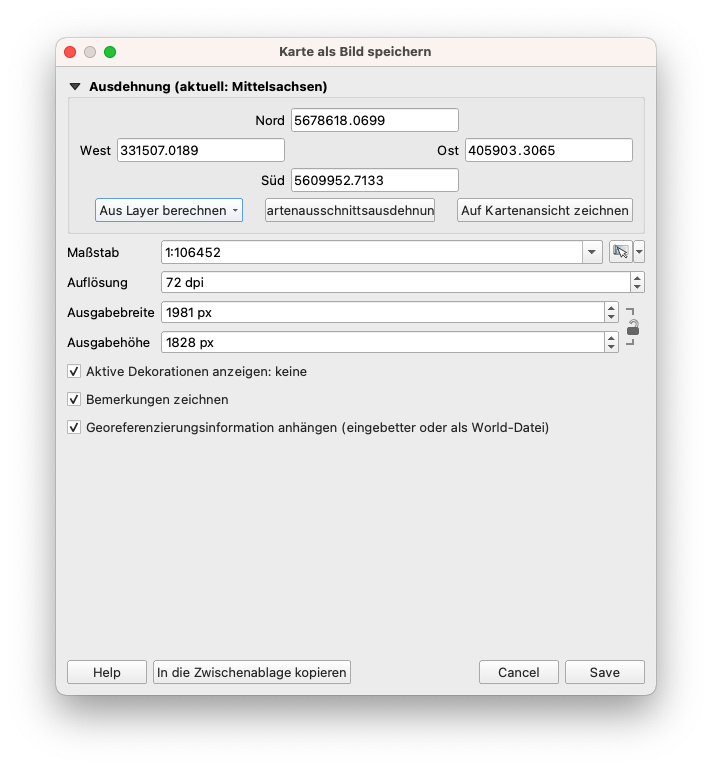 Karte als Bild speichern
Ausdehnung (aktuell: Mittelsachsen)
Nord 5678618.0699
West 331507.0189 Ost 405903.3065
Süd 5609952.7133
Aus Layer berechnen artenausschnittsausdehnun Auf Kartenansicht zeichnen
Maßstab 1:106452
Auflösung 72 dpi
Ausgabebreite 1981 px
Ausgabehöhe 1828 px
Aktive Dekorationen anzeigen: keine
Bemerkungen zeichnen
Georeferenzierungsinformation anhängen (eingebetter oder als World-Datei)
Help In die Zwischenablage kopieren Cancel Save